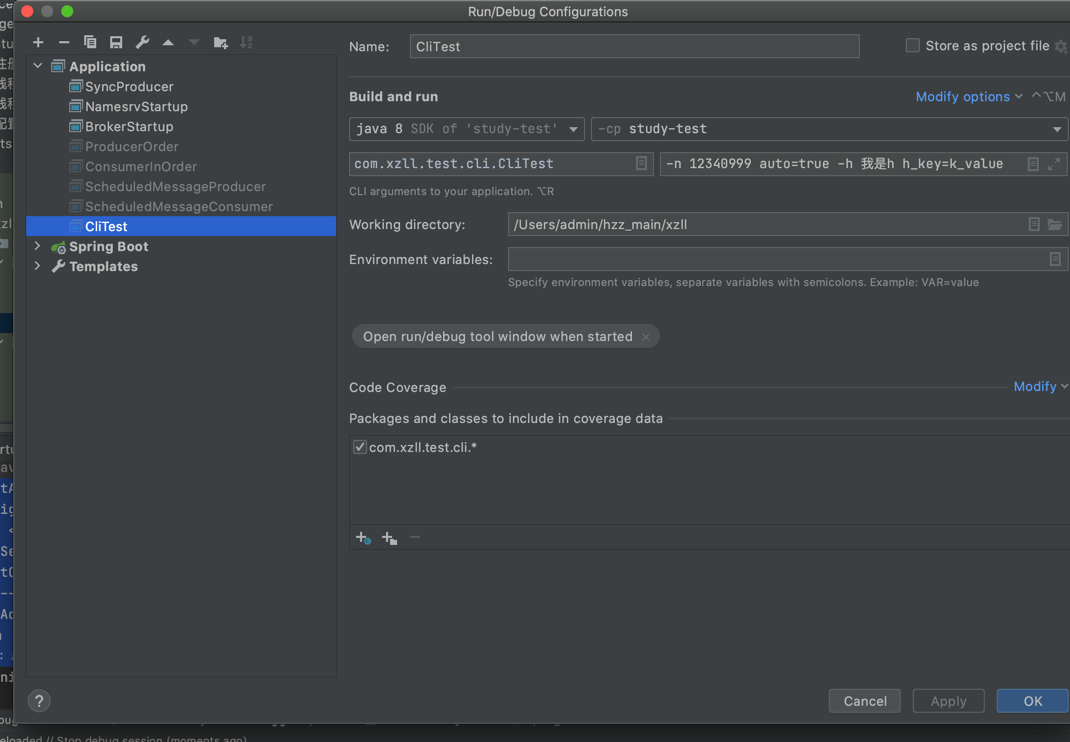 Run/Debug Configurations
Application
SyncProducer
NamesrvStartup
BrokerStartup
ProducerOrder
ConsumerInOrder
ScheduledMessageProducer
ScheduledMessageConsumer
CliTest
Spring Boot
Templates
Name: CliTest
Store as project file
Build and run
Modify options ^⌥M
java 8 SDK of 'study-test'
-cp study-test
com.xzll.test.cli.CliTest
-n 12340999 auto=true -h 我是h h_key=k_value
CLI arguments to your application. ⌥R
Working directory: /Users/admin/hzz_main/xzll
Environment variables:
Specify environment variables, separate variables with semicolons. Example: VAR=value
Open run/debug tool window when started
Code Coverage
Modify
Packages and classes to include in coverage data
com.xzll.test.cli.*
?
Cancel
Apply
OK
eloaded // Stop debug session (moments ago)